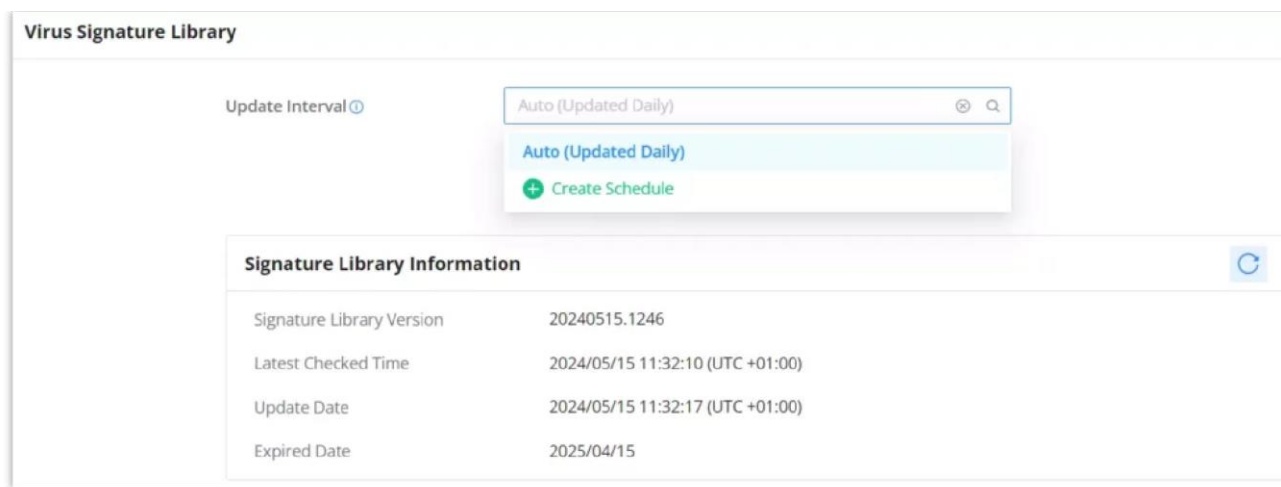 Virus Signature Library
Update Interval
Auto (Updated Daily)
Auto (Updated Daily)
Create Schedule
Signature Library Information
Signature Library Version 20240515.1246
Latest Checked Time 2024/05/15 11:32:10 (UTC +01:00)
Update Date 2024/05/15 11:32:17 (UTC +01:00)
Expired Date 2025/04/15